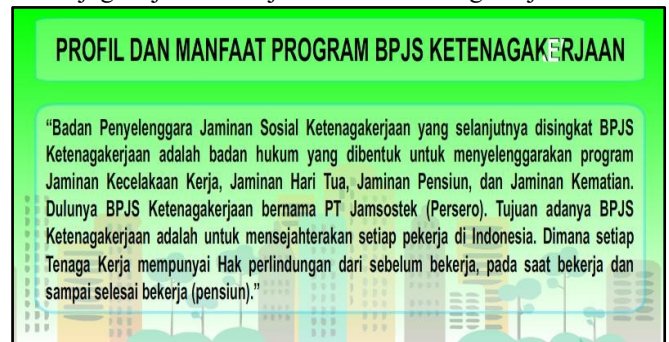 PROFIL DAN MANFAAT PROGRAM BPJS KETENAGAKERJAAN
“Badan Penyelenggara Jaminan Sosial Ketenagakerjaan yang selanjutnya disingkat BPJS
Ketenagakerjaan adalah badan hukum yang dibentuk untuk menyelenggarakan program
Jaminan Kecelakaan Kerja, Jaminan Hari Tua, Jaminan Pensiun, dan Jaminan Kematian.
Dulunya BPJS Ketenagakerjaan bernama PT Jamsostek (Persero). Tujuan adanya BPJS
Ketenagakerjaan adalah untuk mensejahterakan setiap pekerja di Indonesia. Dimana setiap
Tenaga Kerja mempunyai Hak perlindungan dari sebelum bekerja, pada saat bekerja dan
sampai selesai bekerja (pensiun).”